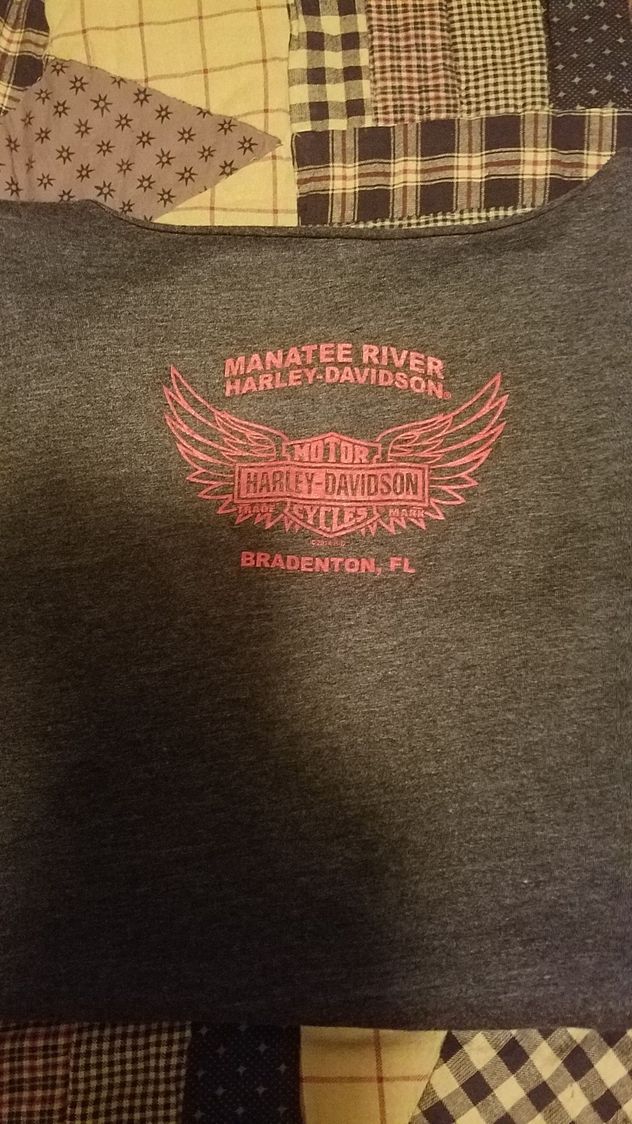 MANATEE RIVER
HARLEY-DAVIDSON®
MOTOR
HARLEY-DAVIDSON
TRADE CYCLES MARK
BRADENTON, FL